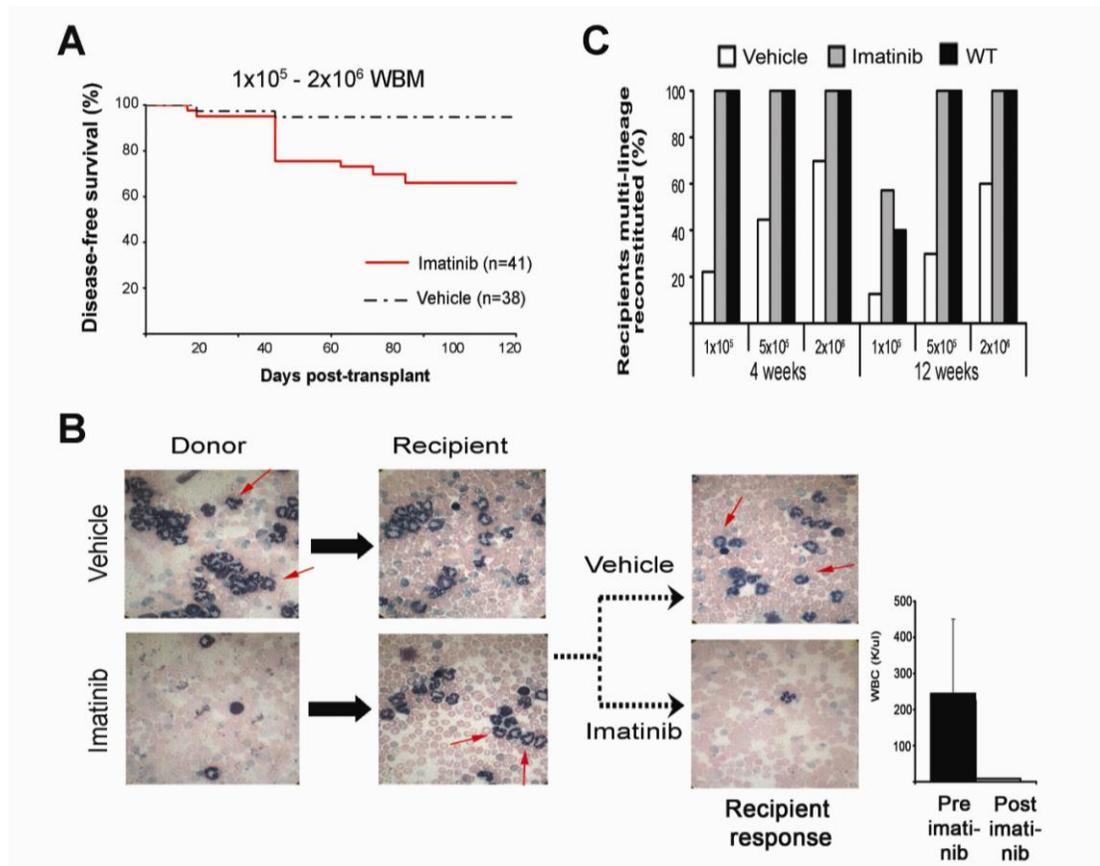 A
1x10⁵ - 2x10⁶ WBM
Disease-free survival (%)
100
80
60
40
20
Imatinib (n=41)
Vehicle (n=38)
20 40 60 80 100 120
Days post-transplant
C
Vehicle Imatinib WT
Recipients multi-lineage
reconstituted (%)
100
80
60
40
20
1x10⁵ 5x10⁵ 2x10⁶ 1x10⁵ 5x10⁵ 2x10⁶
4 weeks 12 weeks
B
Donor Recipient
Vehicle
Imatinib
Vehicle
Imatinib
Recipient
response
WBC (K/ul)
500
400
300
200
100
Pre Post
imati- imati-
nib nib